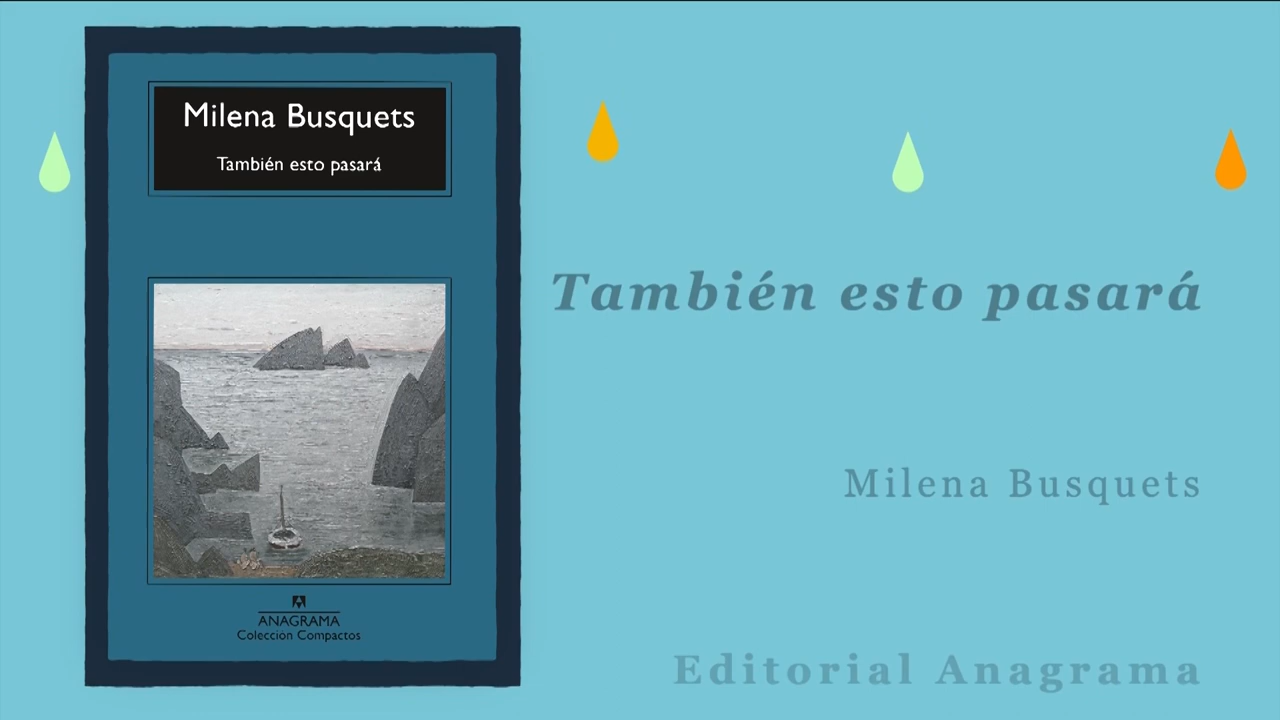 Milena Busquets
También esto pasará
ANAGRAMA
Colección Compactos
También esto pasará
Milena Busquets
Editorial Anagrama